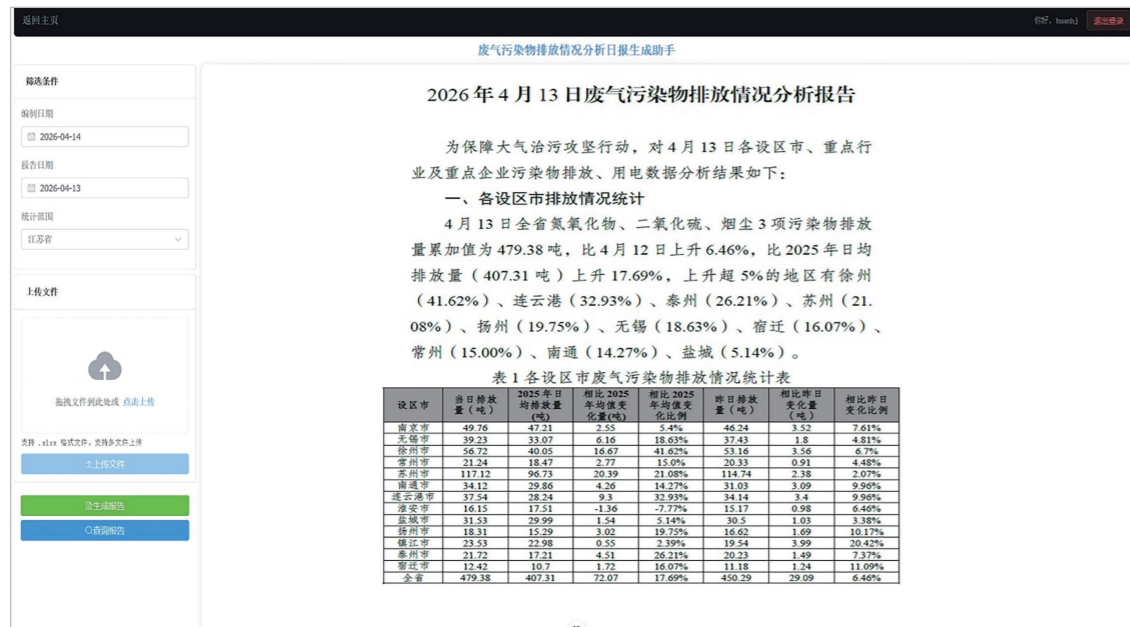 返回主页
你好，huanbj
退出登录
废气污染物排放情况分析日报生成助手
筛选条件
编制日期
2026-04-14
报告日期
2026-04-13
统计范围
江苏省
上传文件
拖拽文件到此处或 点击上传
支持 .xlsx 格式文件，支持多文件上传
上传文件
生成报告
查询报告
2026 年 4 月 13 日废气污染物排放情况分析报告
为保障大气治污攻坚行动，对 4 月 13 日各设区市、重点行
业及重点企业污染物排放、用电数据分析结果如下：
一、各设区市排放情况统计
4 月 13 日全省氮氧化物、二氧化硫、烟尘 3 项污染物排放
量累加值为 479.38 吨，比 4 月 12 日上升 6.46%，比 2025 年日均
排放量（407.31 吨）上升 17.69%，上升超 5%的地区有徐州
（41.62%）、连云港（32.93%）、泰州（26.21%）、苏州（21.
08%）、扬州（19.75%）、无锡（18.63%）、宿迁（16.07%）、
常州（15.00%）、南通（14.27%）、盐城（5.14%）。
表 1 各设区市废气污染物排放情况统计表
设区市 当日排放量（吨） 2025 年日均排放量(吨) 相比 2025 年均值变化量(吨) 相比 2025 年均值变化比例 昨日排放量（吨） 相比昨日变化量（吨） 相比昨日变化比例
南京市 49.76 47.21 2.55 5.4% 46.24 3.52 7.61%
无锡市 39.23 33.07 6.16 18.63% 37.43 1.8 4.81%
徐州市 56.72 40.05 16.67 41.62% 53.16 3.56 6.7%
常州市 21.24 18.47 2.77 15.0% 20.33 0.91 4.48%
苏州市 117.12 96.73 20.39 21.08% 114.74 2.38 2.07%
南通市 34.12 29.86 4.26 14.27% 31.03 3.09 9.96%
连云港市 37.54 28.24 9.3 32.93% 34.14 3.4 9.96%
淮安市 16.15 17.51 -1.36 -7.77% 15.17 0.98 6.46%
盐城市 31.53 29.99 1.54 5.14% 30.5 1.03 3.38%
扬州市 18.31 15.29 3.02 19.75% 16.62 1.69 10.17%
镇江市 23.53 22.98 0.55 2.39% 19.54 3.99 20.42%
泰州市 21.72 17.21 4.51 26.21% 20.23 1.49 7.37%
宿迁市 12.42 10.7 1.72 16.07% 11.18 1.24 11.09%
全省 479.38 407.31 72.07 17.69% 450.29 29.09 6.46%